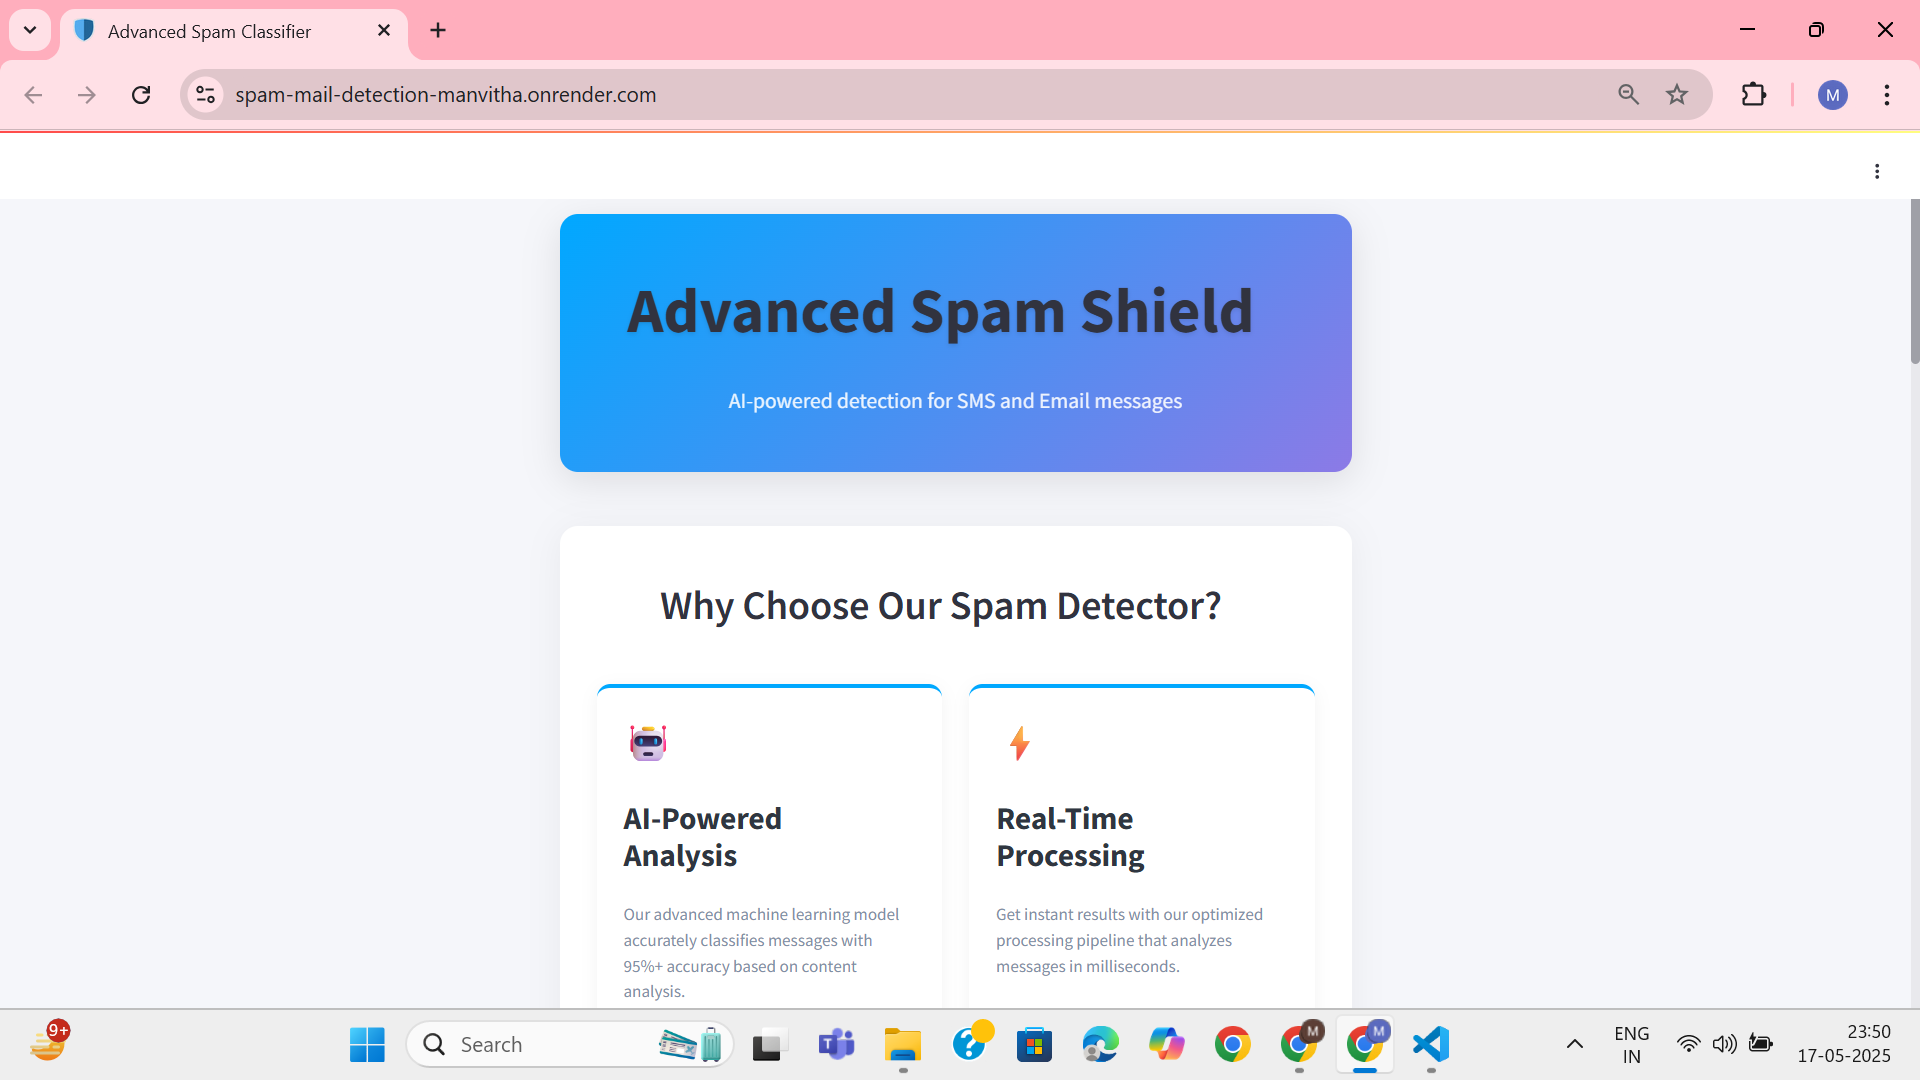 Advanced Spam Classifier
spam-mail-detection-manvitha.onrender.com
M
Advanced Spam Shield
AI-powered detection for SMS and Email messages
Why Choose Our Spam Detector?
AI-Powered
Analysis
Our advanced machine learning model
accurately classifies messages with
95%+ accuracy based on content
analysis.
Real-Time
Processing
Get instant results with our optimized
processing pipeline that analyzes
messages in milliseconds.
9+
Search
T
?
M
M
ENG
IN
23:50
17-05-2025